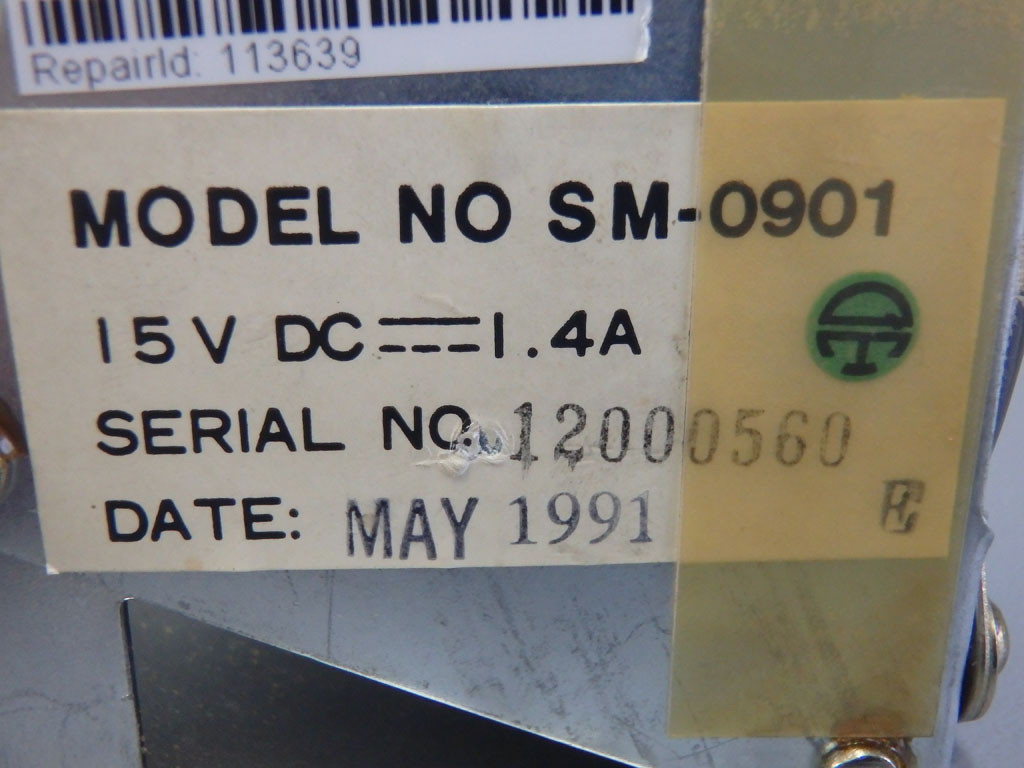 RepairId: 113639
MODEL NO SM-0901
15V DC 1.4A
SERIAL NO. 12000560
DATE: MAY 1991